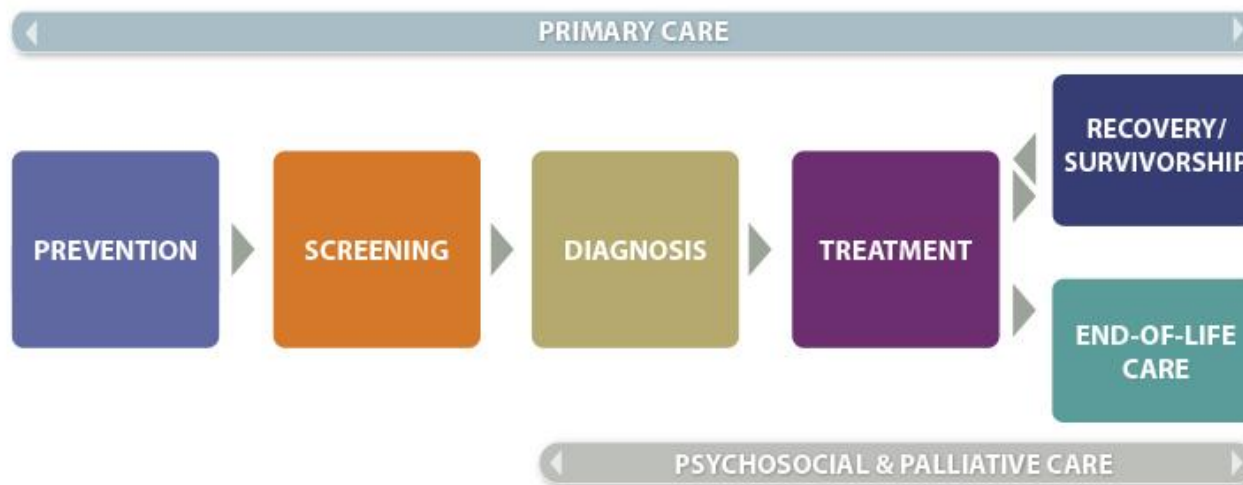 PRIMARY CARE
RECOVERY/
SURVIVORSHIP
PREVENTION
SCREENING
DIAGNOSIS
TREATMENT
END-OF-LIFE
CARE
PSYCHOSOCIAL & PALLIATIVE CARE